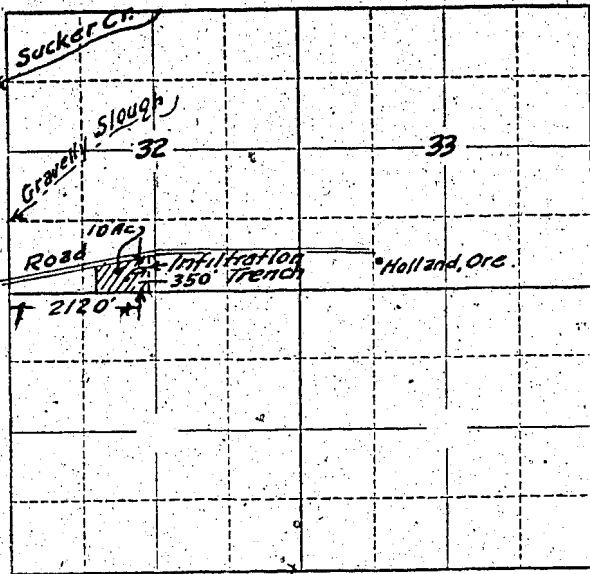 Sucker Cr.
Gravelly Slough
32
33
10 Ac.
Road
Infiltration
Trench
350'
Holland, Ore.
2120'